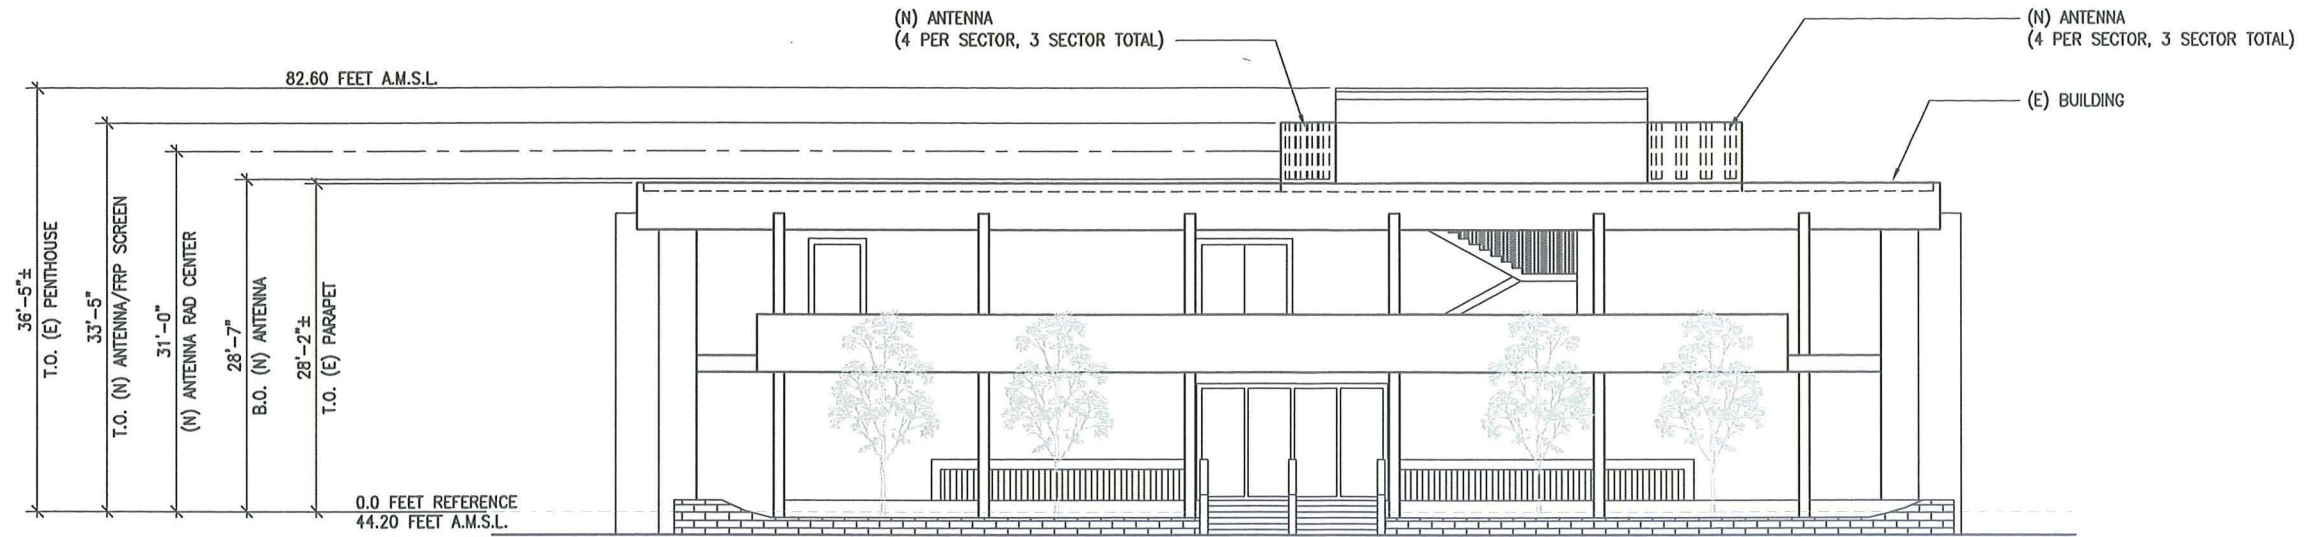 (N) ANTENNA
(4 PER SECTOR, 3 SECTOR TOTAL)
(N) ANTENNA
(4 PER SECTOR, 3 SECTOR TOTAL)
(E) BUILDING
82.60 FEET A.M.S.L.
36'-5"±
T.O. (E) PENTHOUSE
33'-5"
T.O. (N) ANTENNA/FRP SCREEN
31'-0"
(N) ANTENNA RAD CENTER
28'-7"
B.O. (N) ANTENNA
28'-2"±
T.O. (E) PARAPET
0.0 FEET REFERENCE
44.20 FEET A.M.S.L.